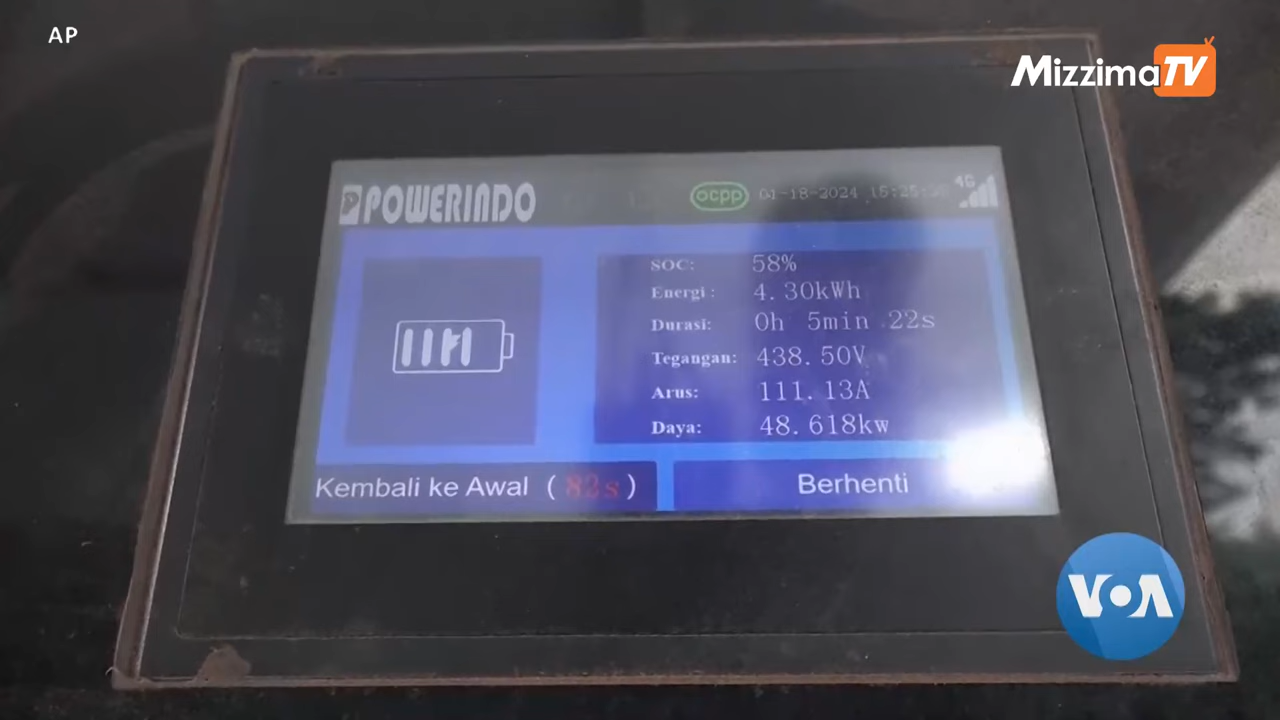 AP
MizzimaTV
POWERINDO
ocpp 01-18-2024 4G
SOC: 58%
Energi : 4.30kWh
Durasi: 0h 5min 22s
Tegangan: 438.50V
Arus: 111.13A
Daya: 48.618kw
Kembali ke Awal ( 82s )
Berhenti
VOA